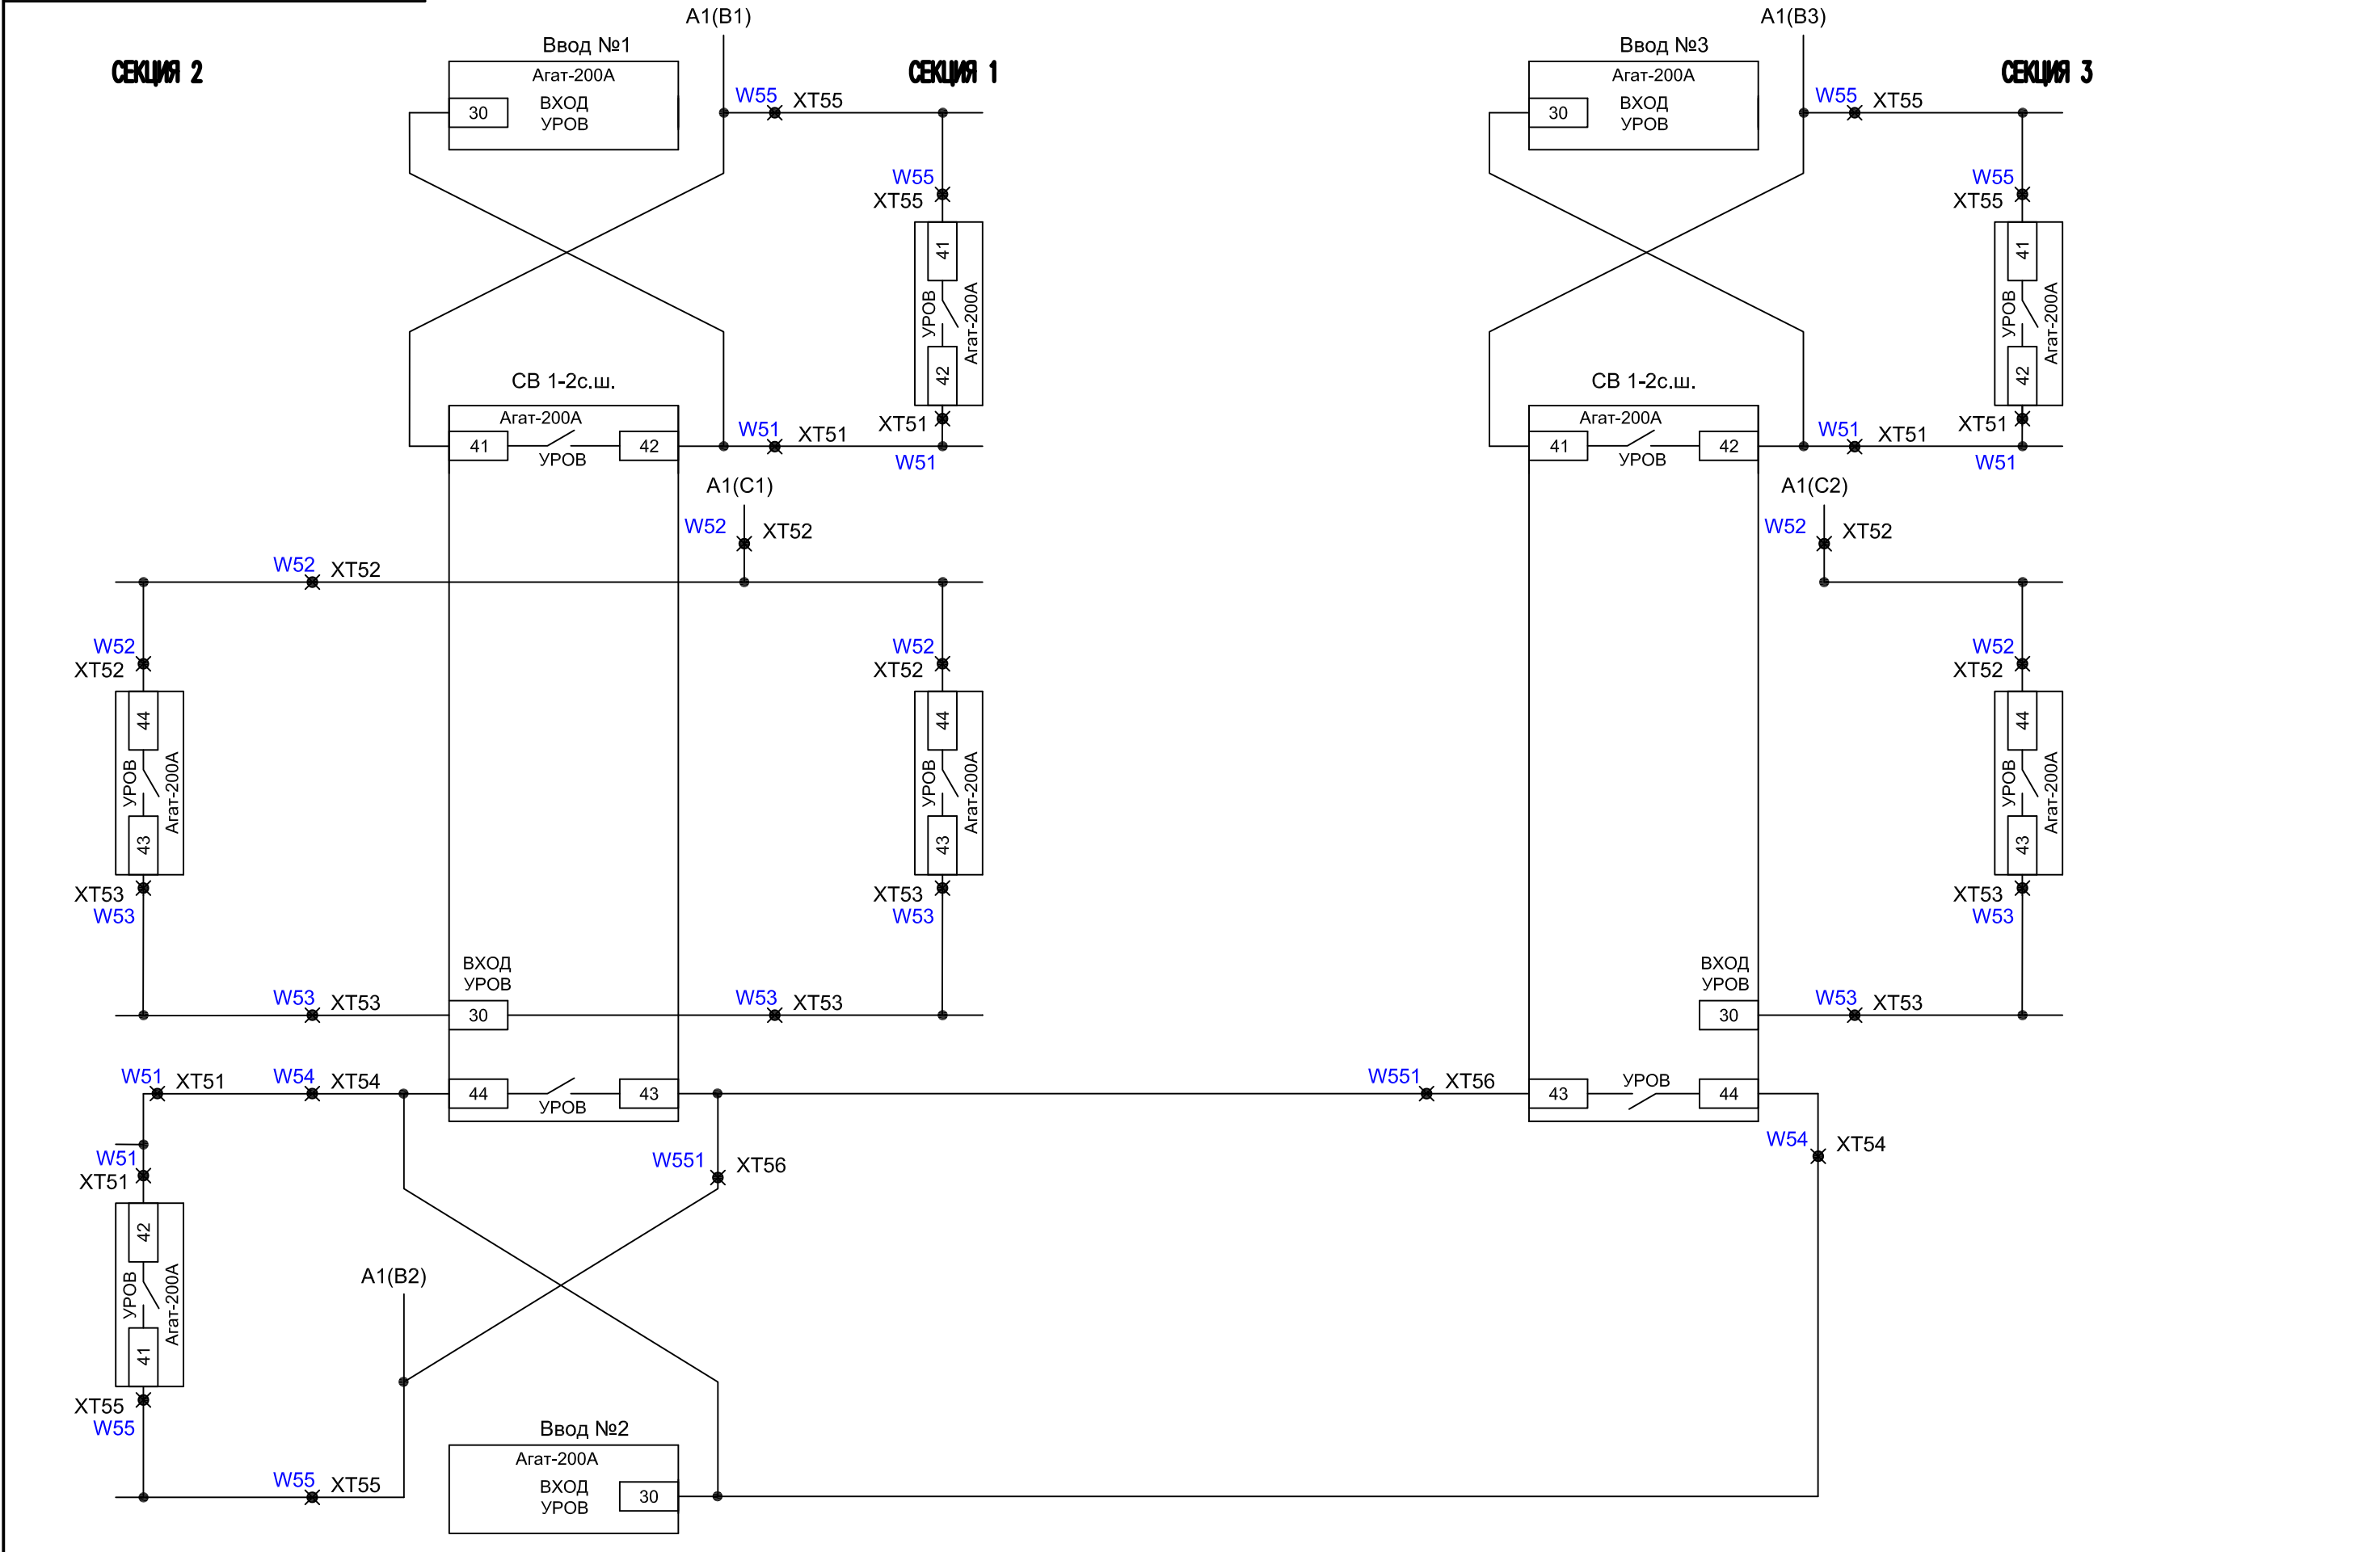 А1(В1)
А1(В3)
Ввод №1
Ввод №3
СЕКЦИЯ 2
Агат-200А
СЕКЦИЯ 1
Агат-200А
СЕКЦИЯ 3
30
ВХОД
УРОВ
W55
ХТ55
30
ВХОД
УРОВ
W55
ХТ55
W55
ХТ55
W55
ХТ55
41
УРОВ
Агат-200А
42
41
УРОВ
Агат-200А
42
СВ 1-2с.ш.
СВ 1-2с.ш.
Агат-200А
ХТ51
Агат-200А
ХТ51
41
УРОВ
42
W51
ХТ51
W51
41
УРОВ
42
W51
ХТ51
W51
А1(С1)
А1(С2)
W52
ХТ52
W52
ХТ52
W52
ХТ52
W52
ХТ52
W52
ХТ52
W52
ХТ52
44
УРОВ
Агат-200А
43
44
УРОВ
Агат-200А
43
44
УРОВ
Агат-200А
43
ХТ53
W53
ХТ53
W53
ХТ53
W53
ВХОД
УРОВ
ВХОД
УРОВ
W53
ХТ53
30
W53
ХТ53
30
W53
ХТ53
W51
ХТ51
W54
ХТ54
44
УРОВ
43
W551
ХТ56
43
УРОВ
44
W51
ХТ51
W551
ХТ56
W54
ХТ54
42
УРОВ
Агат-200А
41
А1(В2)
ХТ55
W55
Ввод №2
Агат-200А
W55
ХТ55
ВХОД
УРОВ
30